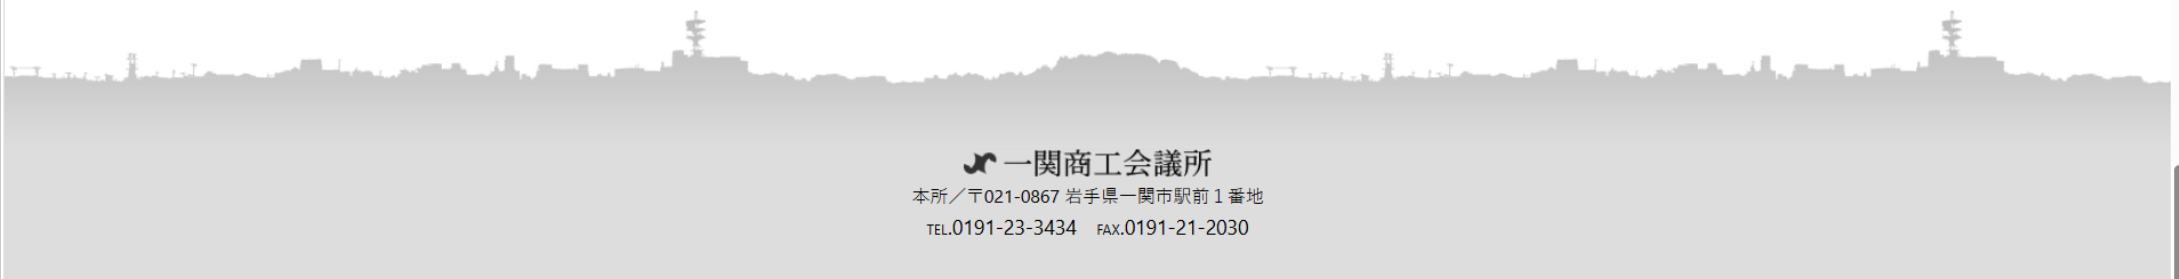 一関商工会議所
本所／〒021-0867 岩手県一関市駅前１番地
TEL.0191-23-3434 FAX.0191-21-2030